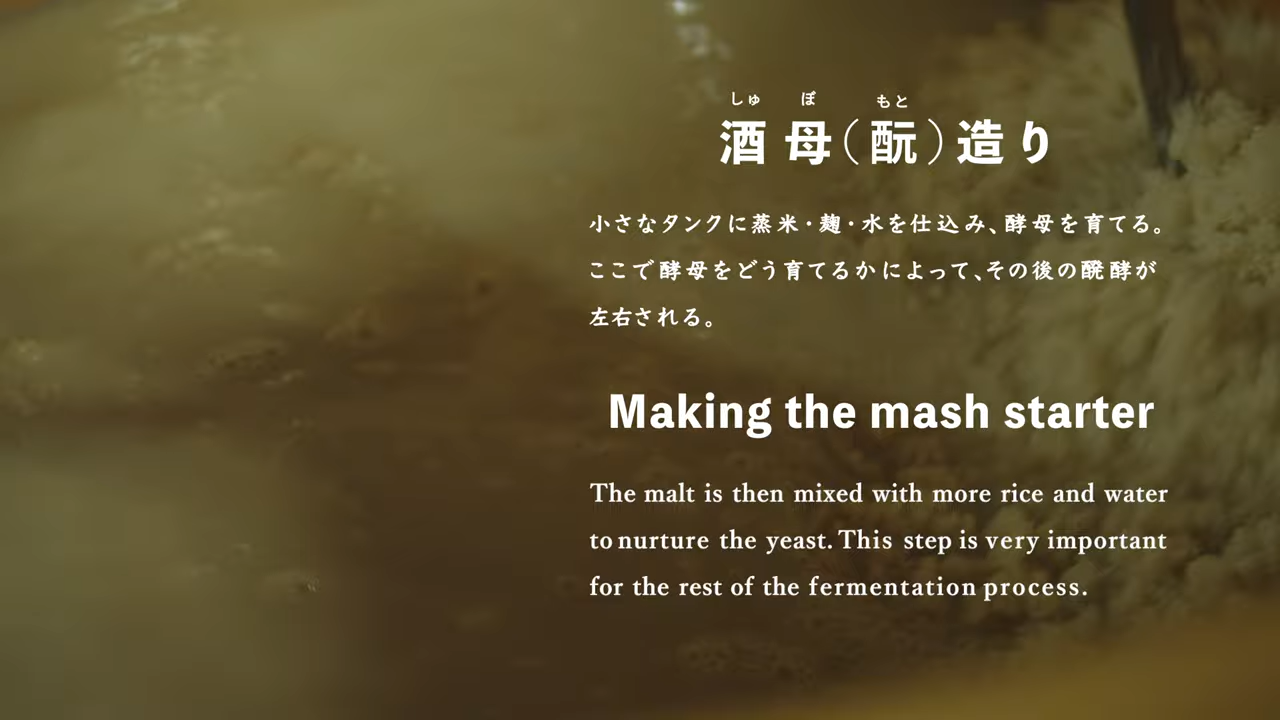 しゅ ぼ もと
酒母（酛）造り
小さなタンクに蒸米・麹・水を仕込み、酵母を育てる。
ここで酵母をどう育てるかによって、その後の醗酵が
左右される。
Making the mash starter
The malt is then mixed with more rice and water
to nurture the yeast. This step is very important
for the rest of the fermentation process.